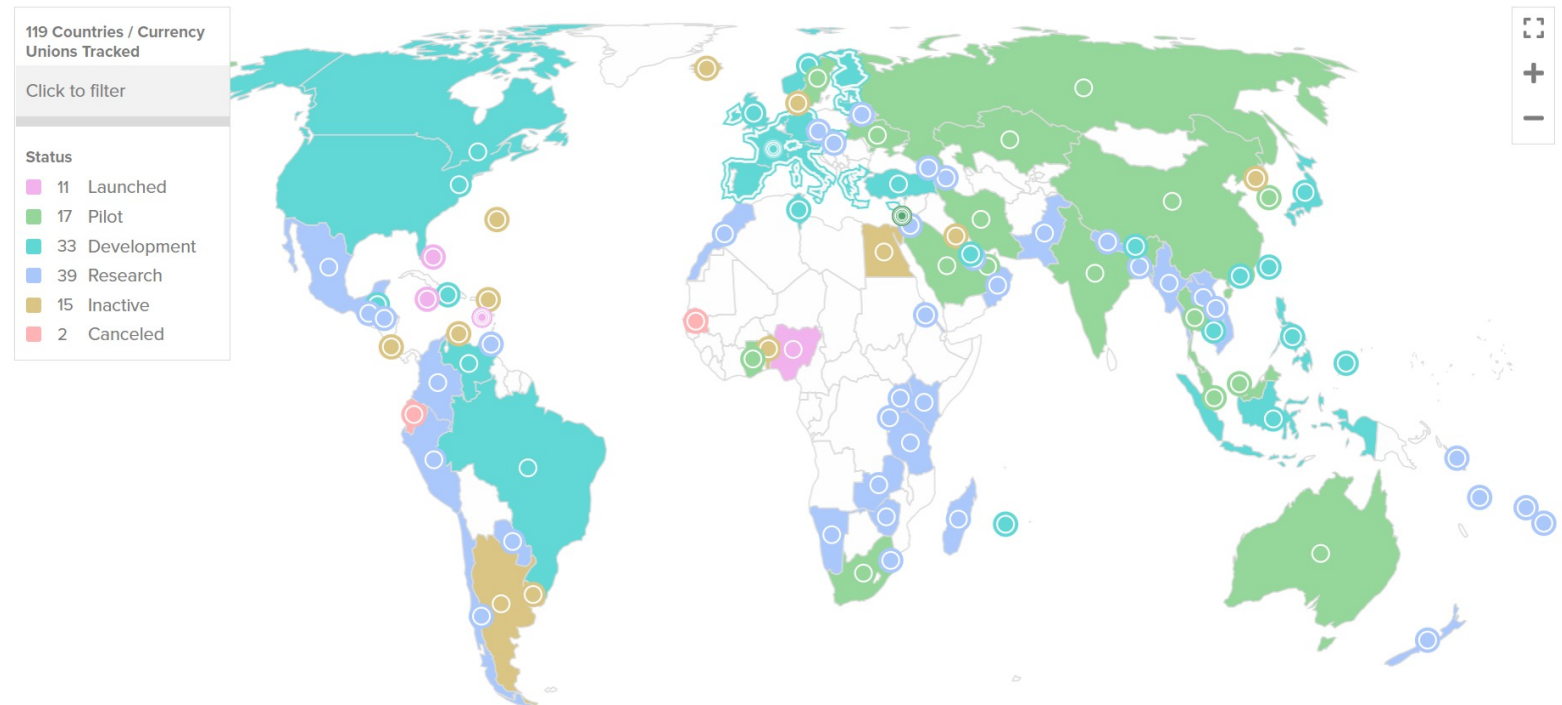 119 Countries / Currency
Unions Tracked
Click to filter
Status
11 Launched
17 Pilot
33 Development
39 Research
15 Inactive
2 Canceled